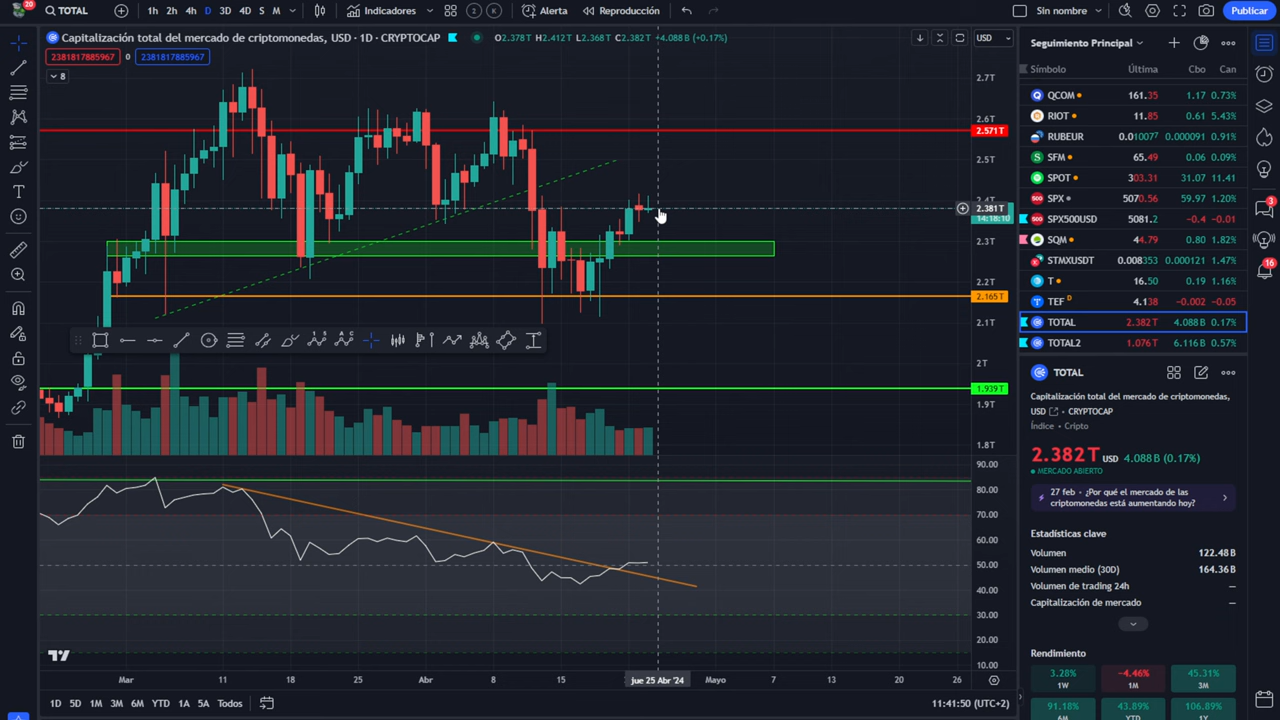 20
TOTAL
1h 2h 4h D 3D 4D S M
Indicadores
2
K
Alerta
Reproducción
Sin nombre
Publicar
Capitalización total del mercado de criptomonedas, USD · 1D · CRYPTOCAP
O2.378T H2.412T L2.368T C2.382T +4.088B (+0.17%)
USD
2381817885967 0 2381817885967
8
2.7T
2.6T
2.571T
2.5T
2.381T
14:18:10
2.3T
2.2T
2.165T
2.1T
2T
1.939T
1.9T
1.8T
90.00
80.00
70.00
60.00
50.00
40.00
30.00
20.00
10.00
Mar 11 18 25 Abr 8 15 jue 25 Abr '24 Mayo 7 13 20 26
1D 5D 1M 3M 6M YTD 1A 5A Todos
11:41:50 (UTC+2)
Seguimiento Principal
Símbolo Última Cbo Can
QCOM 161.35 1.17 0.73%
RIOT 11.85 0.61 5.43%
RUBEUR 0.010077 0.000091 0.91%
SFM 65.49 0.06 0.09%
SPOT 303.31 31.07 11.41
SPX 5070.56 59.95 1.20%
SPX500USD 5081.2 -0.4 -0.01
SQM 44.79 0.80 1.82%
STMXUSDT 0.008353 0.000121 1.47%
T 16.50 0.19 1.16%
TEF D 4.138 -0.002 -0.05
TOTAL 2.382T 4.088B 0.17%
TOTAL2 1.076T 6.116B 0.57%
TOTAL
Capitalización total del mercado de criptomonedas,
USD · CRYPTOCAP
Índice · Cripto
2.382T USD 4.088B (0.17%)
MERCADO ABIERTO
27 feb - ¿Por qué el mercado de las
criptomonedas está aumentando hoy?
Estadísticas clave
Volumen 122.48B
Volumen medio (30D) 164.36B
Volumen de trading 24h —
Capitalización de mercado —
Rendimiento
3.28% -4.46% 45.31%
1W 1M 3M
91.18% 43.89% 106.89%
6M YTD 1Y
3
16